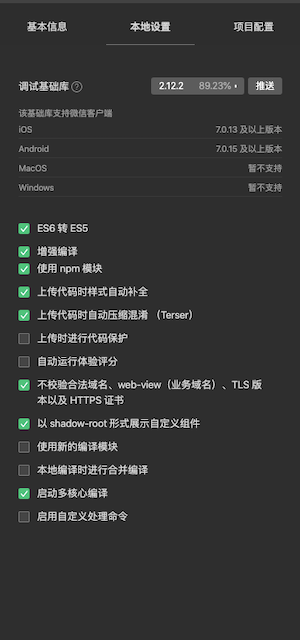 基本信息 本地设置 项目配置
调试基础库 ? 2.12.2 89.23% 推送
该基础库支持微信客户端
iOS 7.0.13 及以上版本
Android 7.0.15 及以上版本
MacOS 暂不支持
Windows 暂不支持
ES6 转 ES5
增强编译
使用 npm 模块
上传代码时样式自动补全
上传代码时自动压缩混淆 （Terser）
上传时进行代码保护
自动运行体验评分
不校验合法域名、web-view（业务域名）、TLS 版
本以及 HTTPS 证书
以 shadow-root 形式展示自定义组件
使用新的编译模块
本地编译时进行合并编译
启动多核心编译
启用自定义处理命令